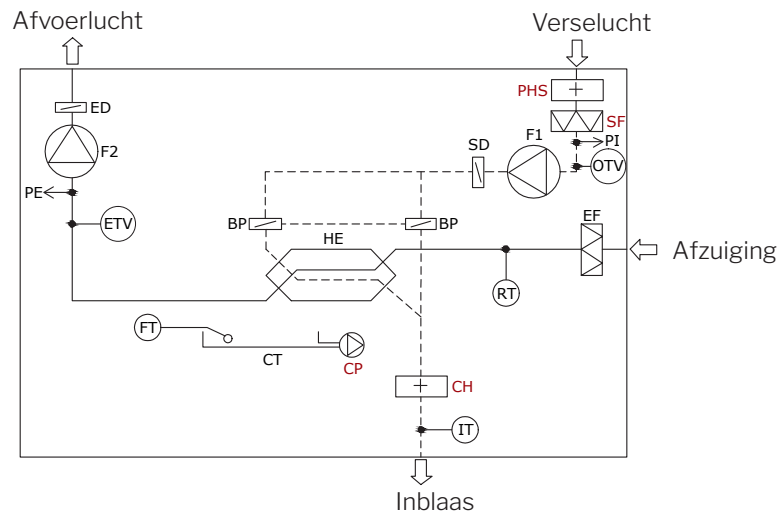 Afvoerlucht
Verselucht
PHS
SF
ED
F1
PI
SD
F2
OTV
PE
EF
ETV
BP
BP
HE
Afzuiging
RT
FT
CT
CP
CH
IT
Inblaas